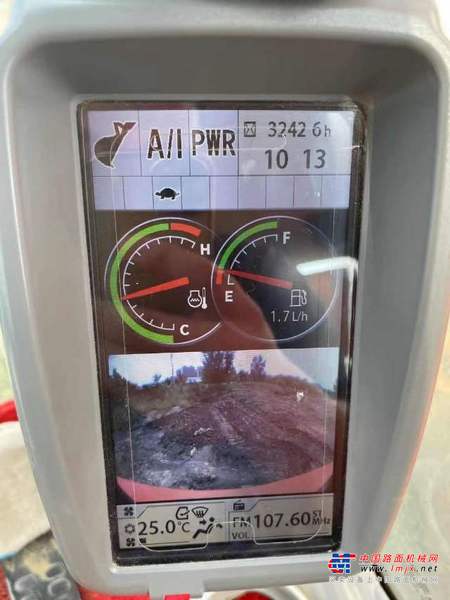 A/I PWR 3242 6h
10 13
H
F
L
E
C
1.7L/h
25.0°C
FM 107.60 ST MHz
VOL
中国路面机械网
www.lmjx.net